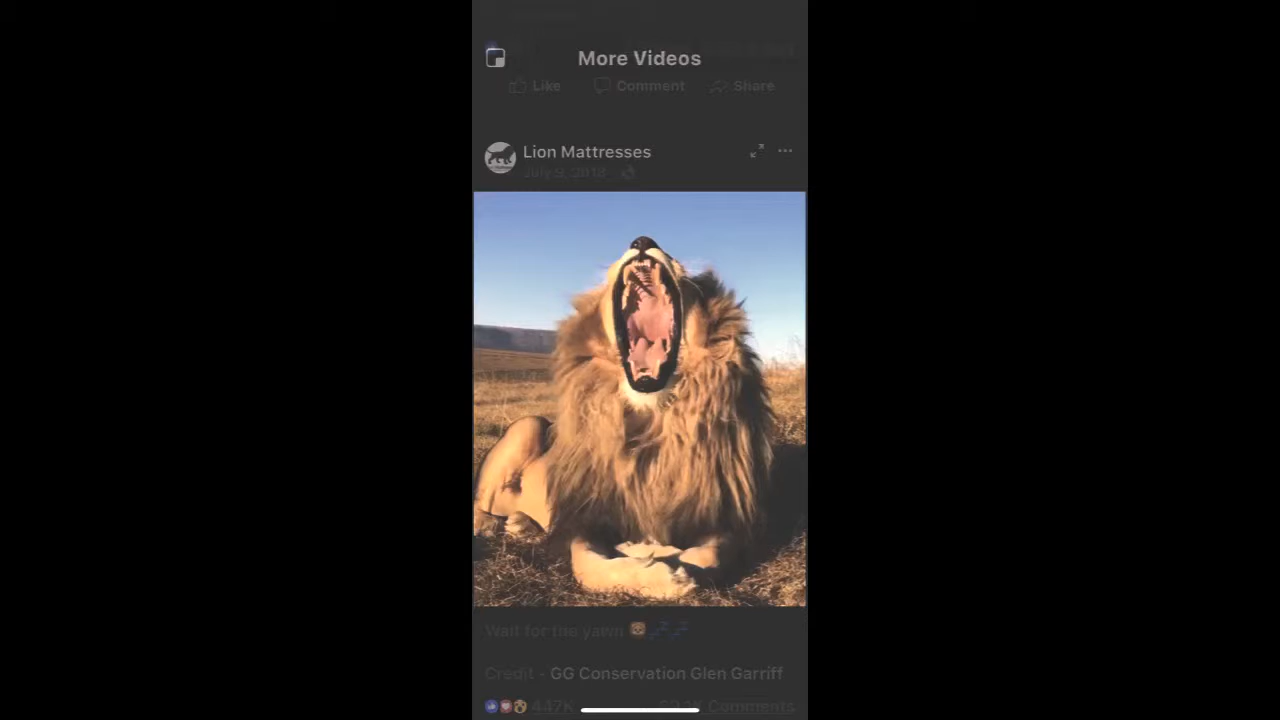 More Videos
Like Comment Share
Lion Mattresses
Wait for the yawn
Credit - GG Conservation Glen Garriff
Comments